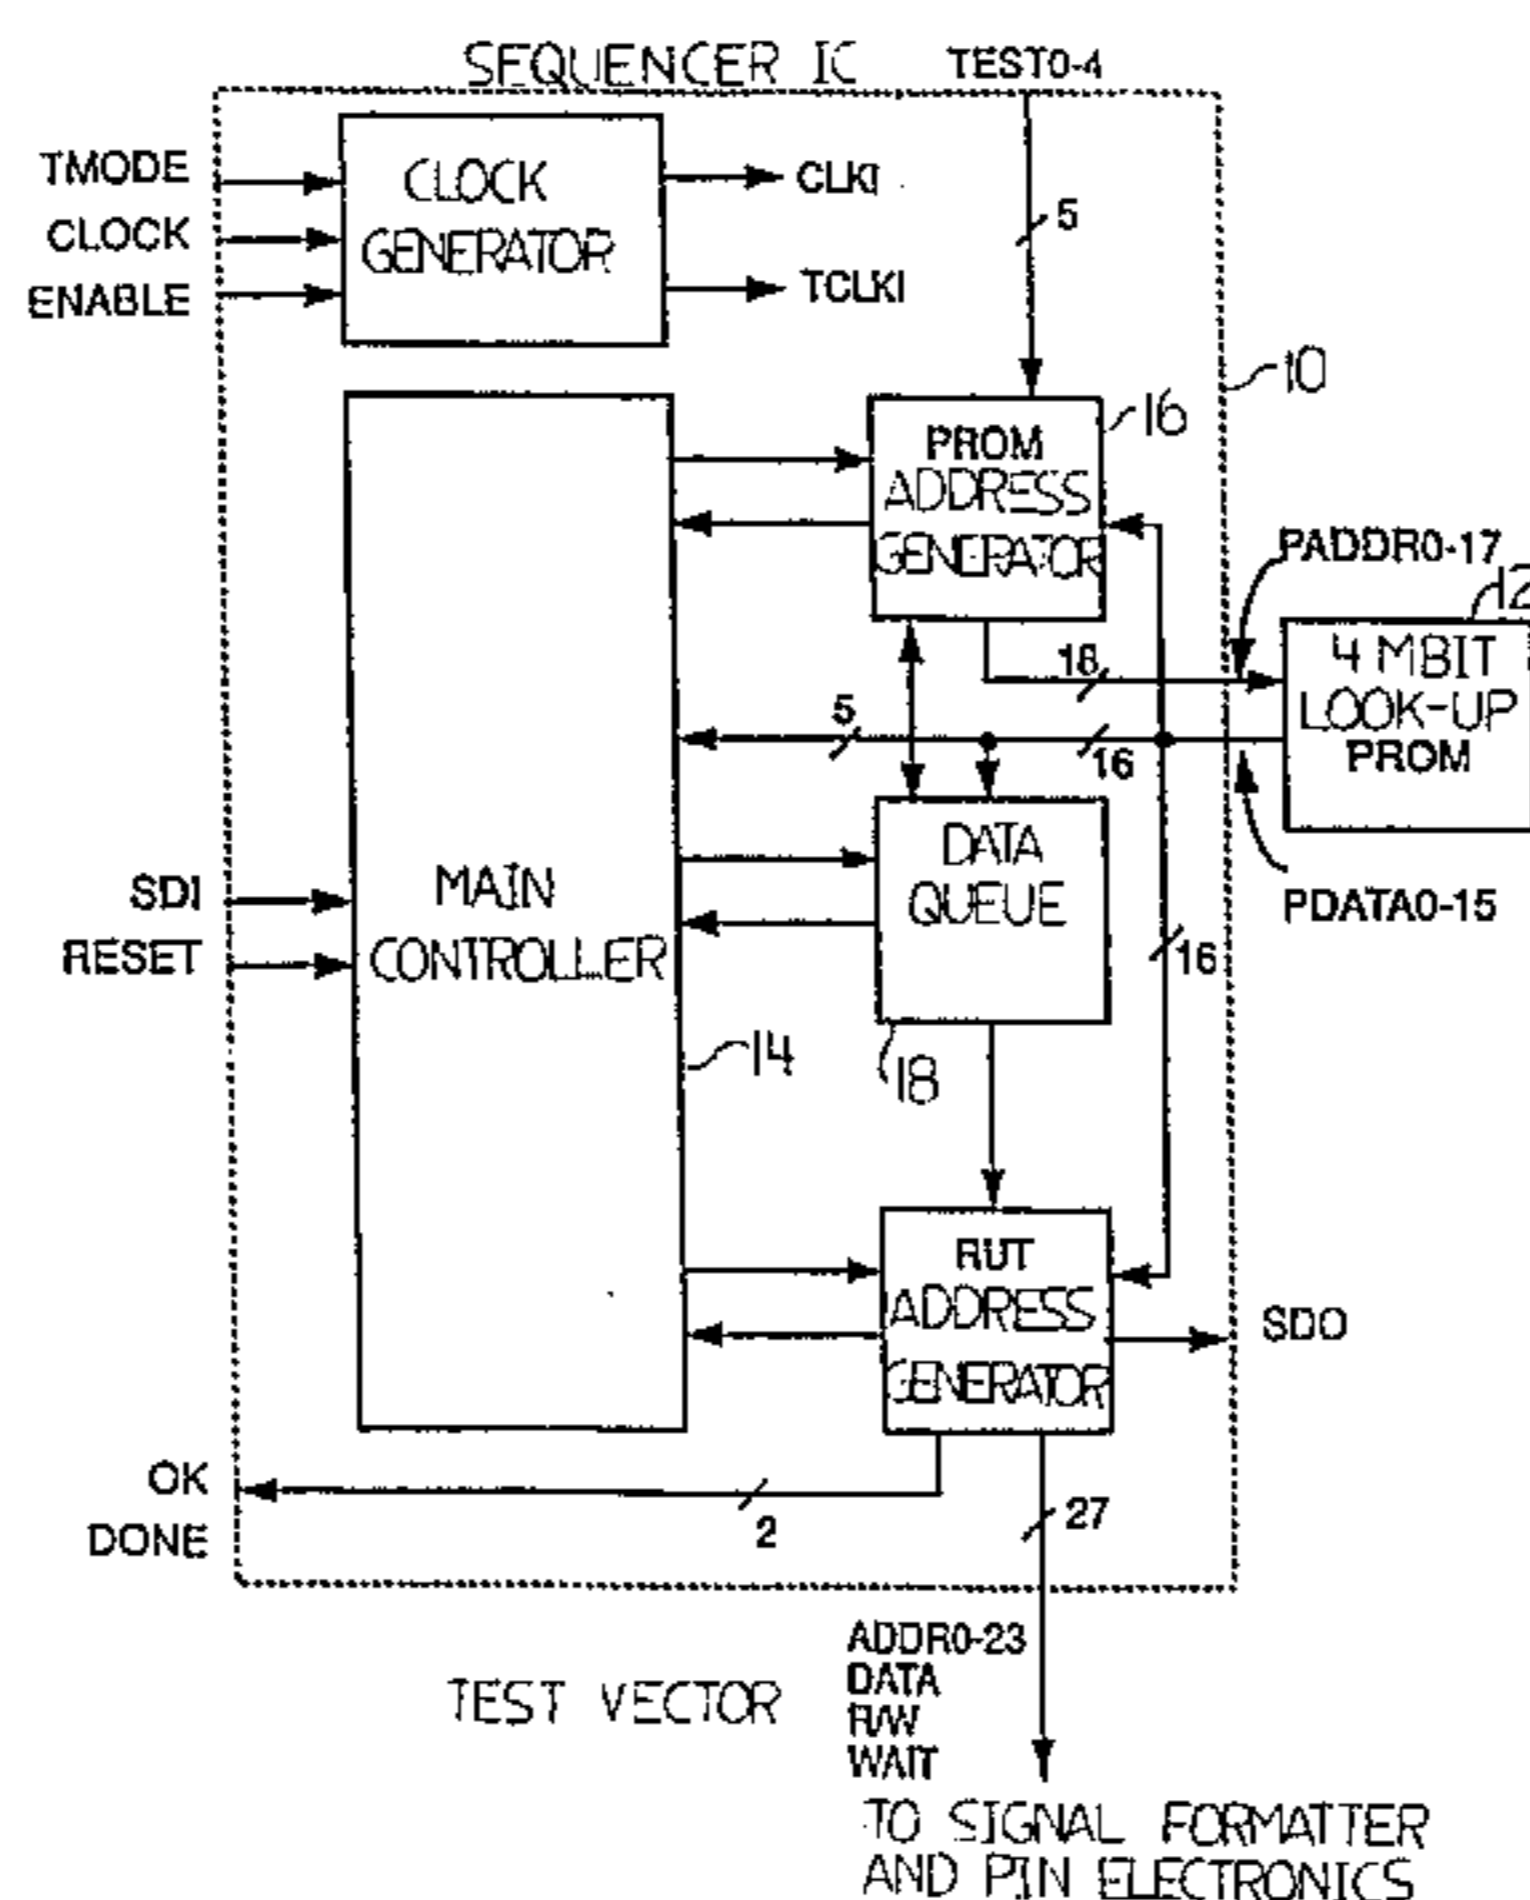 SEQUENCER IC
TEST0-4
TMODE
CLOCK
ENABLE
CLOCK
GENERATOR
CLKI
TCLKI
5
10
16
PROM
ADDRESS
GENERATOR
PADDR0-17
12
4 MBIT
LOOK-UP
PROM
18
5
16
PDATA0-15
DATA
QUEUE
16
SDI
RESET
MAIN
CONTROLLER
14
18
RUT
ADDRESS
GENERATOR
SDO
OK
DONE
2
27
TEST VECTOR
ADDR0-23
DATA
R/W
WAIT
TO SIGNAL FORMATTER
AND PIN ELECTRONICS